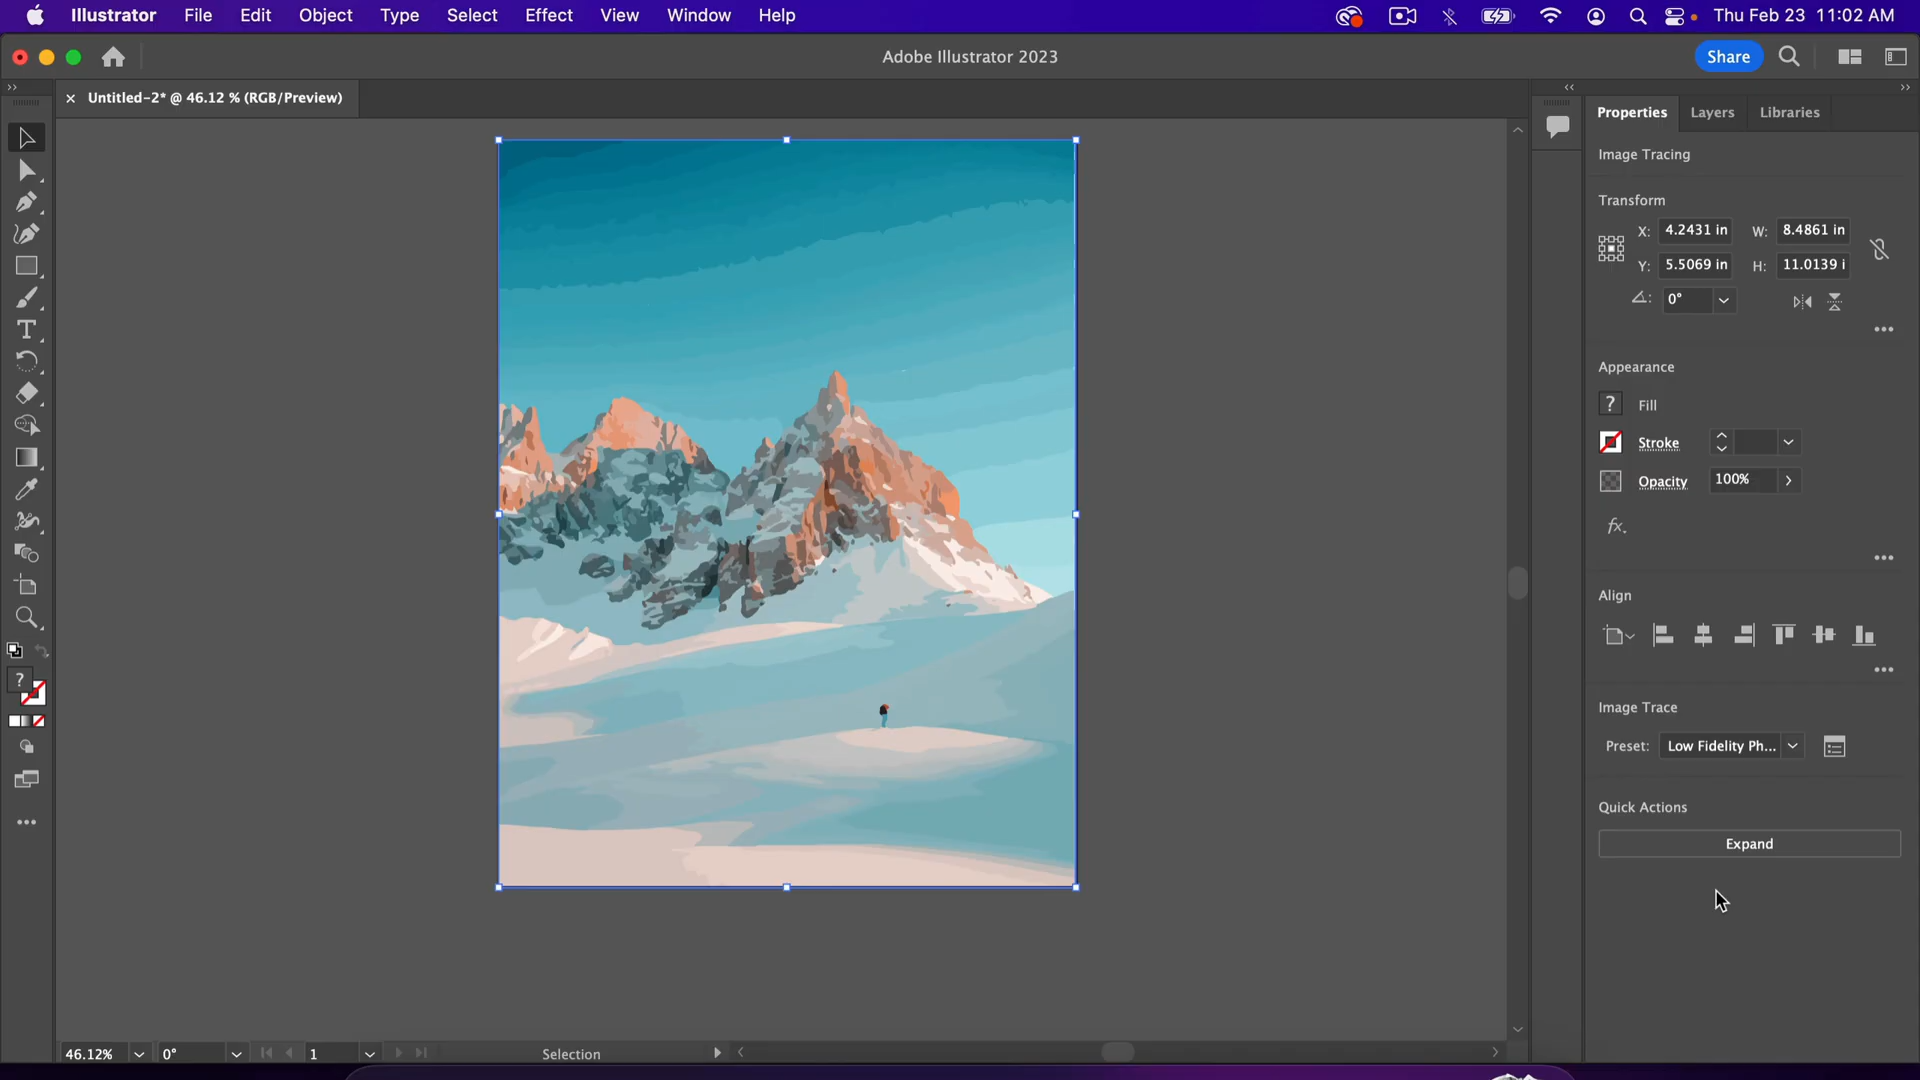 Illustrator File Edit Object Type Select Effect View Window Help Thu Feb 23 11:02 AM
Adobe Illustrator 2023 Share
Untitled-2* @ 46.12 % (RGB/Preview)
Properties Layers Libraries
Image Tracing
Transform
X: 4.2431 in W: 8.4861 in
Y: 5.5069 in H: 11.0139 i
0°
Appearance
? Fill
Stroke
Opacity 100%
fx.
Align
Image Trace
Preset: Low Fidelity Ph...
Quick Actions
Expand
?
46.12% 0° 1 Selection